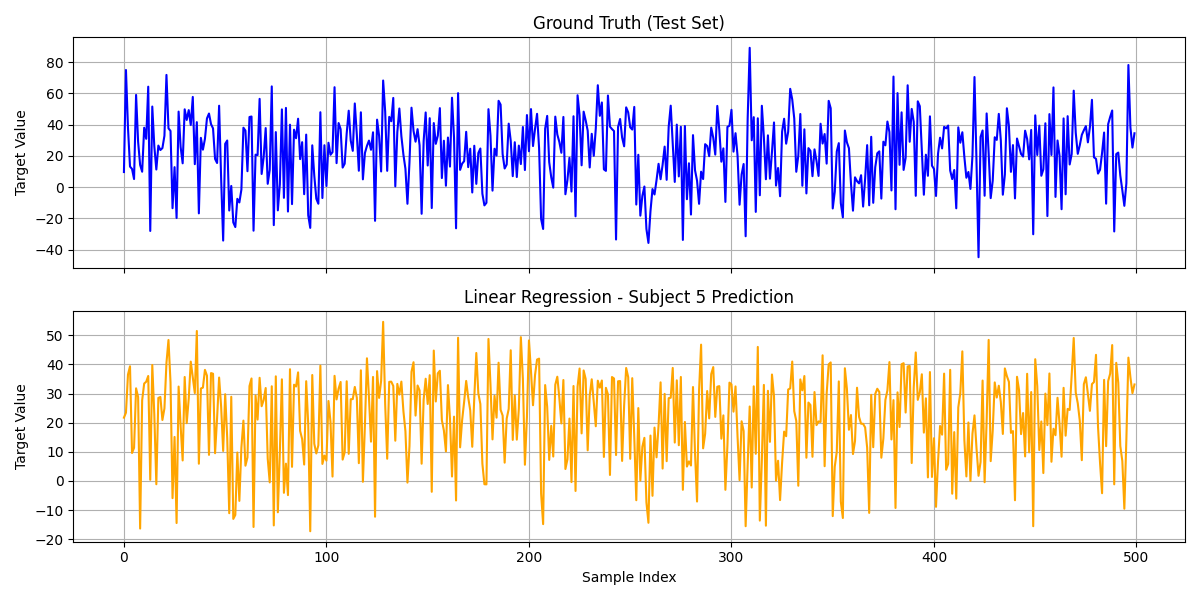 Ground Truth (Test Set)
Target Value
80
60
40
20
0
−20
−40
Linear Regression - Subject 5 Prediction
Target Value
50
40
30
20
10
0
−10
−20
0 100 200 300 400 500
Sample Index